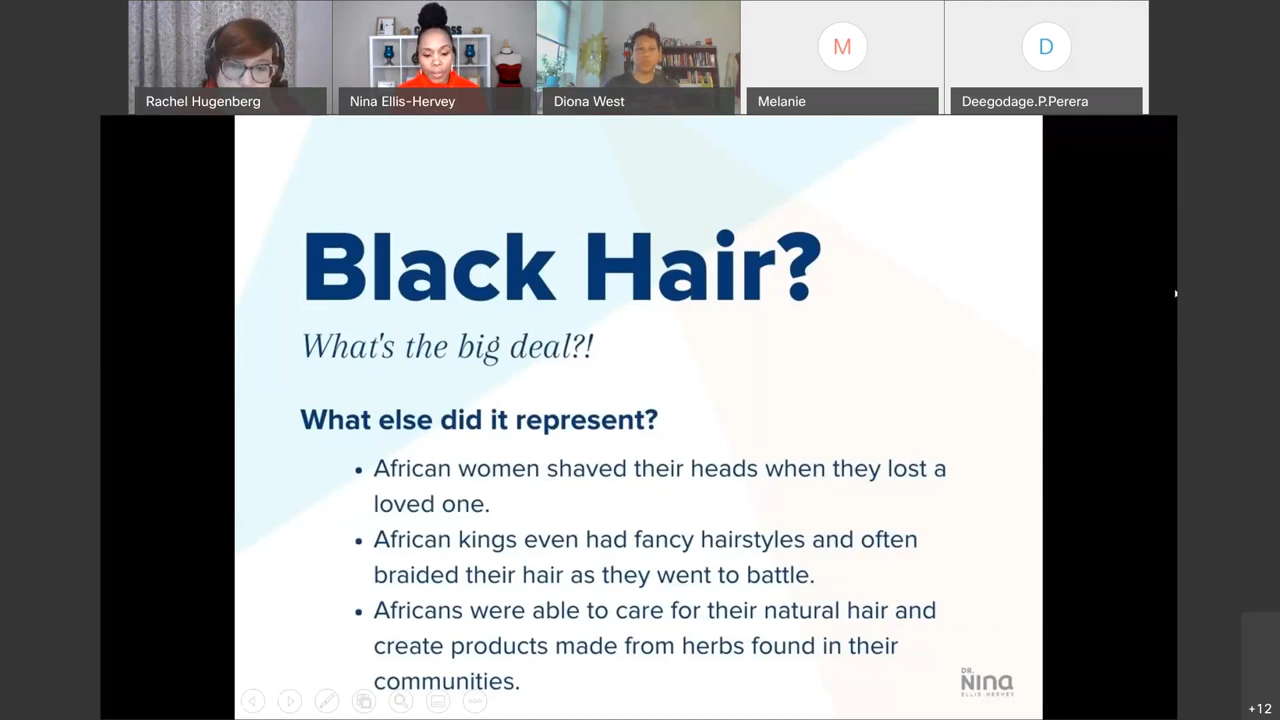 Rachel Hugenberg
Nina Ellis-Hervey
Diona West
M
Melanie
D
Deegodage.P.Perera
Black Hair?
What's the big deal?!
What else did it represent?
• African women shaved their heads when they lost a
loved one.
• African kings even had fancy hairstyles and often
braided their hair as they went to battle.
• Africans were able to care for their natural hair and
create products made from herbs found in their
communities.
DR.
Nina
ELLIS-HERVEY
+12